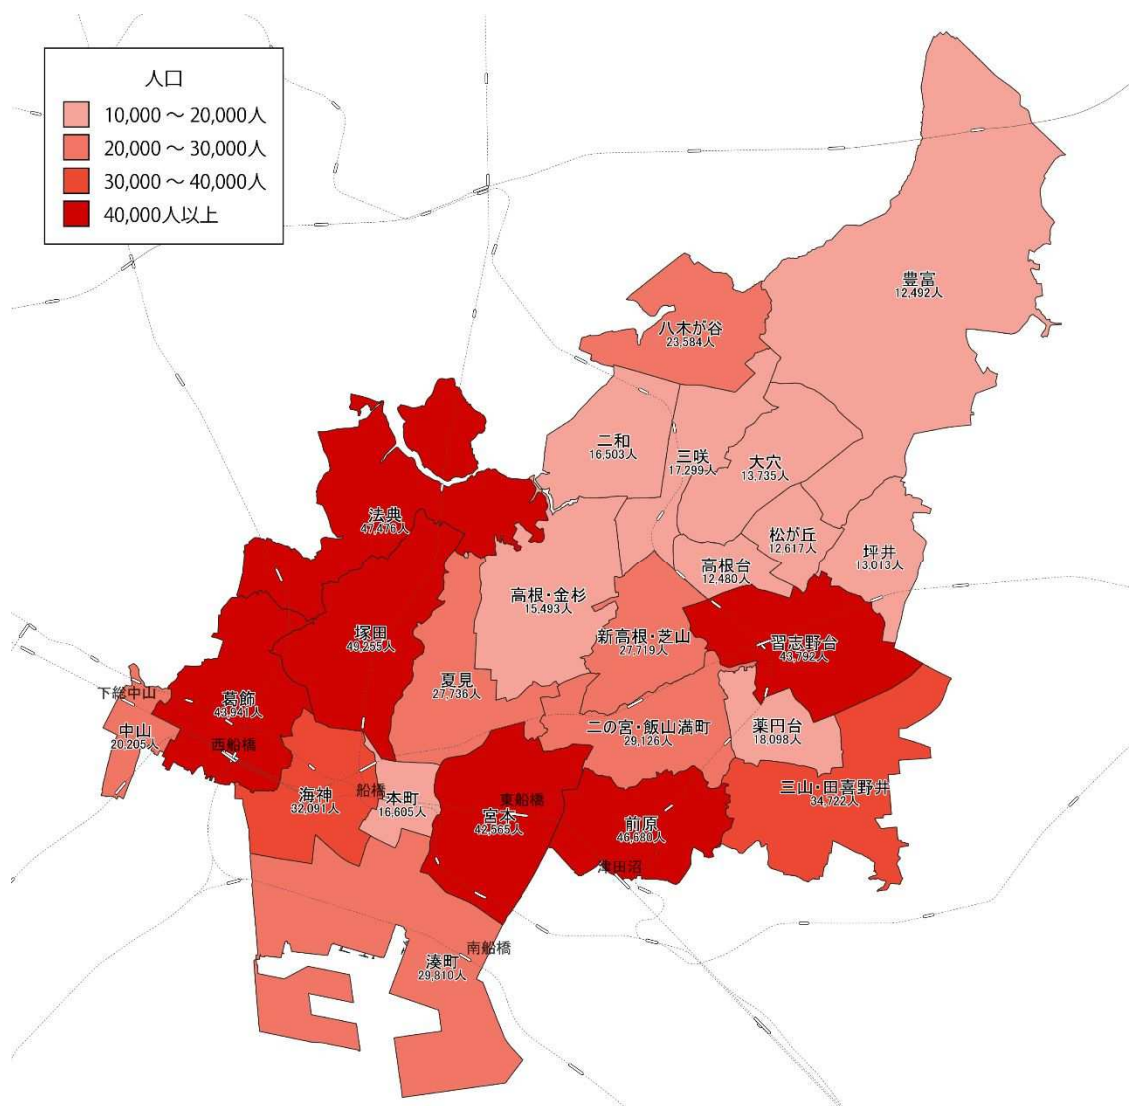 人口
10,000 ～ 20,000人
20,000 ～ 30,000人
30,000 ～ 40,000人
40,000人以上
豊富
12,492人
八木が谷
23,584人
二和
16,503人
三咲
17,299人
大穴
13,735人
法典
47,476人
松が丘
12,617人
坪井
13,013人
高根台
12,480人
高根・金杉
15,493人
塚田
49,255人
新高根・芝山
27,719人
習志野台
43,792人
夏見
27,736人
下総中山
葛飾
43,941人
中山
20,205人
西船橋
二の宮・飯山満町
29,126人
薬円台
18,098人
海神
32,091人
船橋
本町
16,605人
東船橋
宮本
42,565人
前原
46,680人
三山・田喜野井
34,722人
津田沼
南船橋
湊町
29,810人